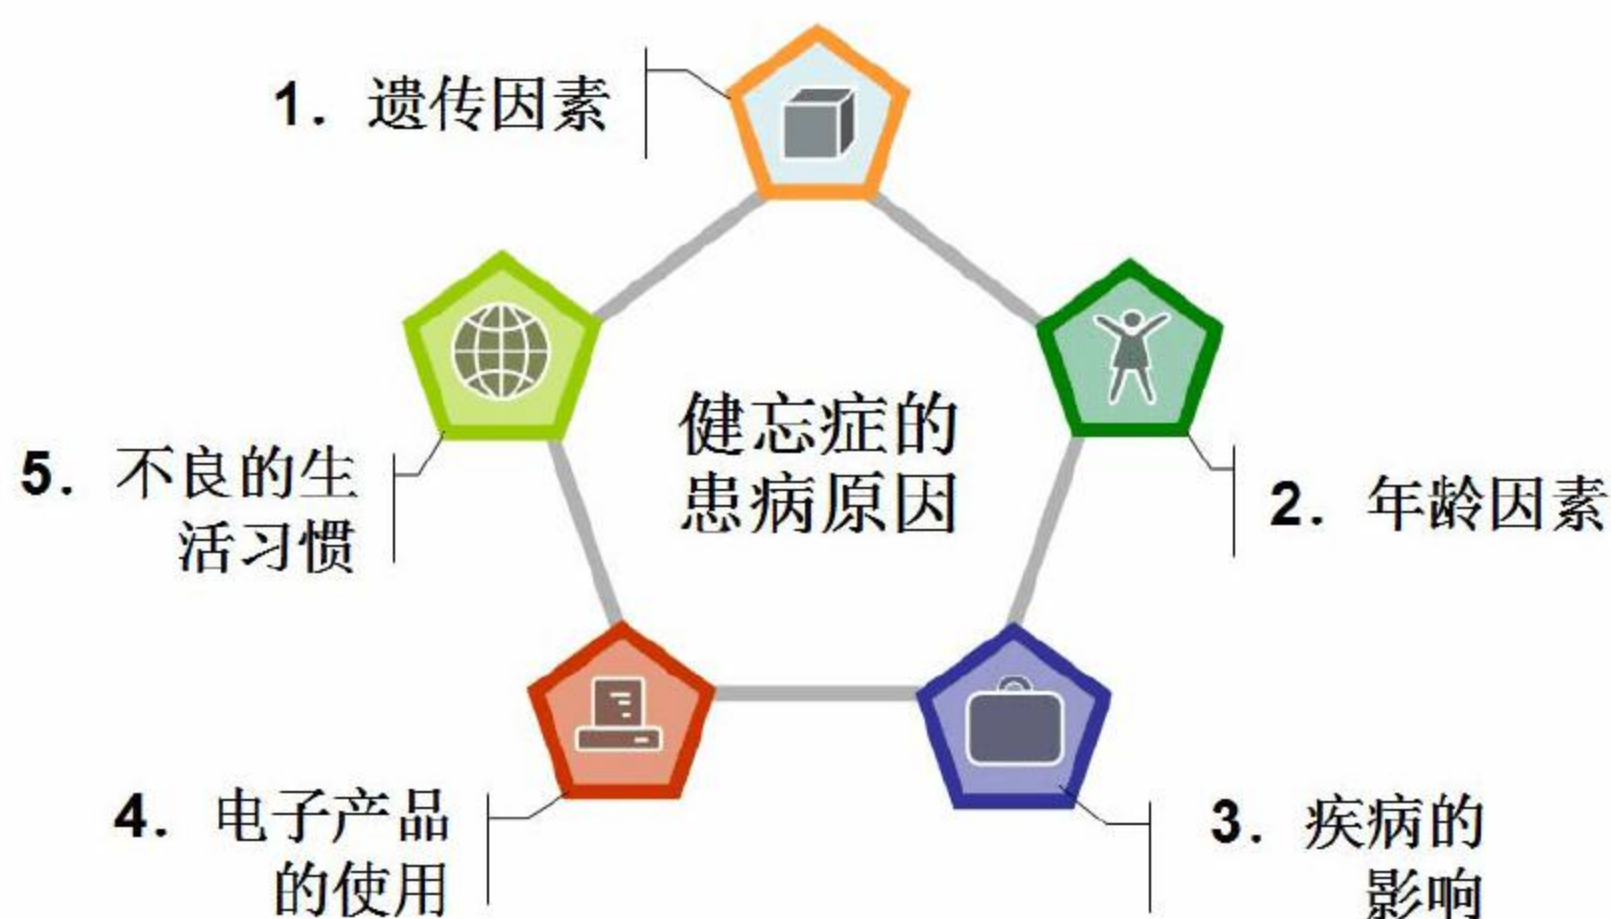 1. 遗传因素
健忘症的
患病原因
2. 年龄因素
3. 疾病的
影响
4. 电子产品
的使用
5. 不良的生
活习惯